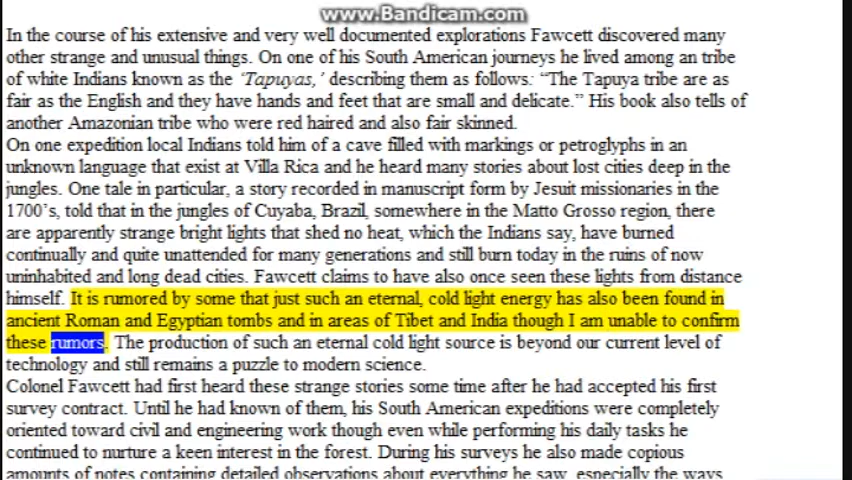 www.Bandicam.com
In the course of his extensive and very well documented explorations Fawcett discovered many
other strange and unusual things. On one of his South American journeys he lived among an tribe
of white Indians known as the ‘Tapuyas,’ describing them as follows: “The Tapuya tribe are as
fair as the English and they have hands and feet that are small and delicate.” His book also tells of
another Amazonian tribe who were red haired and also fair skinned.
On one expedition local Indians told him of a cave filled with markings or petroglyphs in an
unknown language that exist at Villa Rica and he heard many stories about lost cities deep in the
jungles. One tale in particular, a story recorded in manuscript form by Jesuit missionaries in the
1700’s, told that in the jungles of Cuyaba, Brazil, somewhere in the Matto Grosso region, there
are apparently strange bright lights that shed no heat, which the Indians say, have burned
continually and quite unattended for many generations and still burn today in the ruins of now
uninhabited and long dead cities. Fawcett claims to have also once seen these lights from distance
himself. It is rumored by some that just such an eternal, cold light energy has also been found in
ancient Roman and Egyptian tombs and in areas of Tibet and India though I am unable to confirm
these rumors. The production of such an eternal cold light source is beyond our current level of
technology and still remains a puzzle to modern science.
Colonel Fawcett had first heard these strange stories some time after he had accepted his first
survey contract. Until he had known of them, his South American expeditions were completely
oriented toward civil and engineering work though even while performing his daily tasks he
continued to nurture a keen interest in the forest. During his surveys he also made copious
amounts of notes containing detailed observations about everything he saw, especially the ways